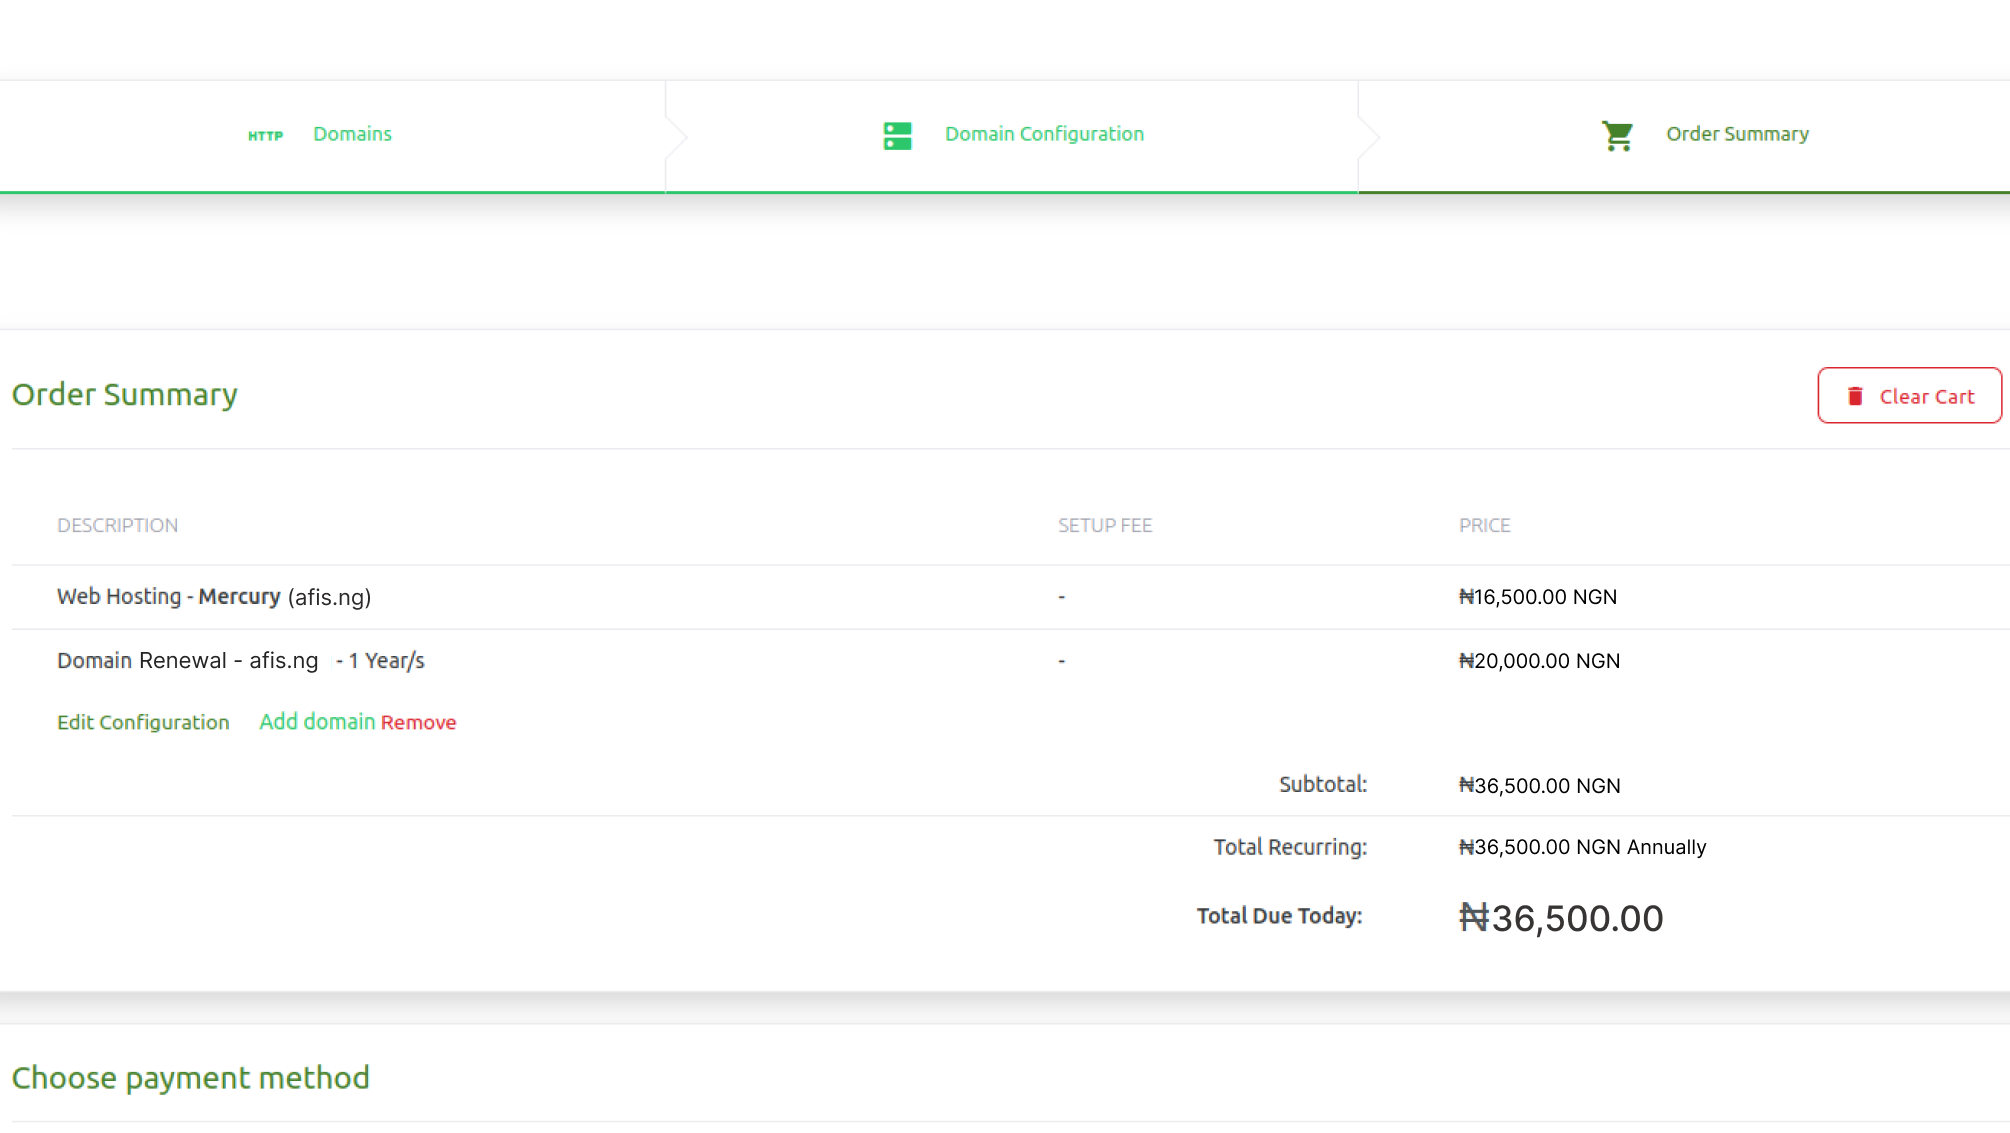 HTTP Domains
Domain Configuration
Order Summary
Order Summary
Clear Cart
DESCRIPTION SETUP FEE PRICE
Web Hosting - Mercury (afis.ng) - ₦16,500.00 NGN
Domain Renewal - afis.ng - 1 Year/s - ₦20,000.00 NGN
Edit Configuration Add domain Remove
Subtotal: ₦36,500.00 NGN
Total Recurring: ₦36,500.00 NGN Annually
Total Due Today: ₦36,500.00
Choose payment method